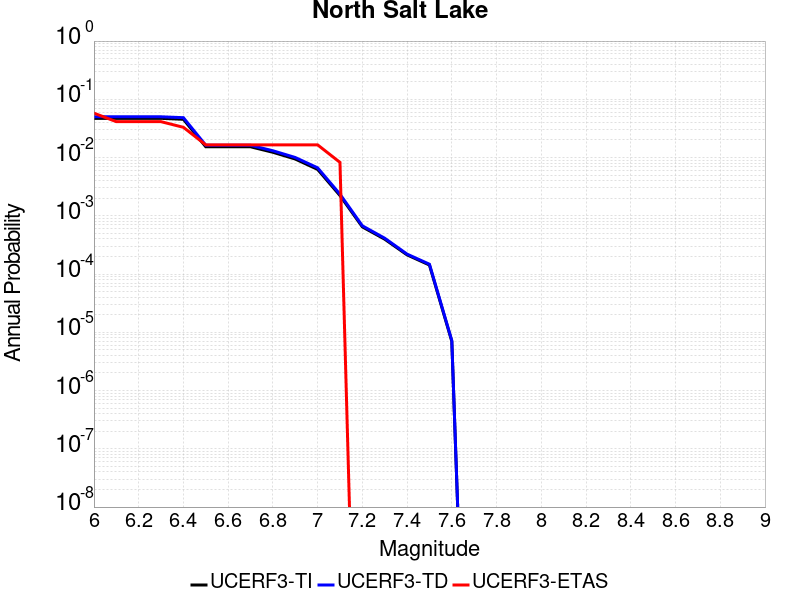 North Salt Lake
10^0
10^-1
10^-2
10^-3
10^-4
10^-5
10^-6
10^-7
10^-8
Annual Probability
6 6.2 6.4 6.6 6.8 7 7.2 7.4 7.6 7.8 8 8.2 8.4 8.6 8.8 9
Magnitude
UCERF3-TI UCERF3-TD UCERF3-ETAS